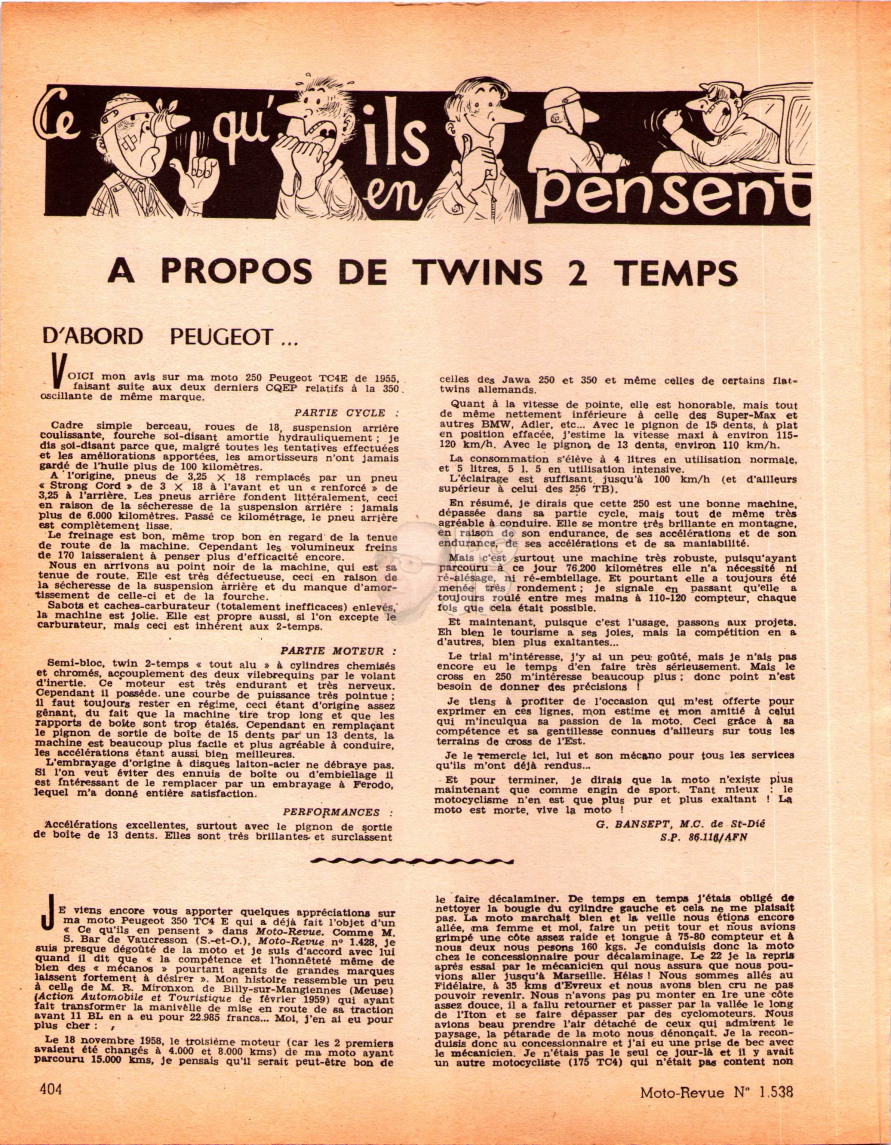 Ce qu'ils en pensent
A PROPOS DE TWINS 2 TEMPS
D'ABORD PEUGEOT...
VOICI mon avis sur ma moto 250 Peugeot TC4E de 1955,
faisant suite aux deux derniers CQEP relatifs à la 350
oscillante de même marque.
PARTIE CYCLE :
Cadre simple berceau, roues de 18, suspension arrière
coulissante, fourche soi-disant amortie hydrauliquement ; je
dis soi-disant parce que, malgré toutes les tentatives effectuées
et les améliorations apportées, les amortisseurs n'ont jamais
gardé de l'huile plus de 100 kilomètres.
A l'origine, pneus de 3,25 × 18 remplacés par un pneu
« Strong Cord » de 3 × 18 à l'avant et un « renforcé » de
3,25 à l'arrière. Les pneus arrière fondent littéralement, ceci
en raison de la sécheresse de la suspension arrière : jamais
plus de 6.000 kilomètres. Passé ce kilométrage, le pneu arrière
est complètement lisse.
Le freinage est bon, même trop bon en regard de la tenue
de route de la machine. Cependant les volumineux freins
de 170 laisseraient à penser plus d'efficacité encore.
Nous en arrivons au point noir de la machine, qui est sa
tenue de route. Elle est très défectueuse, ceci en raison de
la sécheresse de la suspension arrière et du manque d'amor-
tissement de celle-ci et de la fourche.
Sabots et caches-carburateur (totalement inefficaces) enlevés,
la machine est jolie. Elle est propre aussi, si l'on excepte le
carburateur, mais ceci est inhérent aux 2-temps.
PARTIE MOTEUR :
Semi-bloc, twin 2-temps « tout alu » à cylindres chemisés
et chromés, accouplement des deux vilebrequins par le volant
d'inertie. Ce moteur est très endurant et très nerveux.
Cependant il possède une courbe de puissance très pointue ;
il faut toujours rester en régime, ceci étant d'origine assez
gênant, du fait que la machine tire trop long et que les
rapports de boîte sont trop étalés. Cependant en remplaçant
le pignon de sortie de boîte de 15 dents par un 13 dents, la
machine est beaucoup plus facile et plus agréable à conduire,
les accélérations étant aussi bien meilleures.
L'embrayage d'origine à disques laiton-acier ne débraye pas.
Si l'on veut éviter des ennuis de boîte ou d'embiellage il
est intéressant de le remplacer par un embrayage à Ferodo,
lequel m'a donné entière satisfaction.
PERFORMANCES :
Accélérations excellentes, surtout avec le pignon de sortie
de boîte de 13 dents. Elles sont très brillantes et surclassent
celles des Jawa 250 et 350 et même celles de certains flat-
twins allemands.
Quant à la vitesse de pointe, elle est honorable, mais tout
de même nettement inférieure à celle des Super-Max et
autres BMW, Adler, etc... Avec le pignon de 15 dents, à plat
en position effacée, j'estime la vitesse maxi à environ 115-
120 km/h. Avec le pignon de 13 dents, environ 110 km/h.
La consommation s'élève à 4 litres en utilisation normale,
et 5 litres, 5 l. 5 en utilisation intensive.
L'éclairage est suffisant jusqu'à 100 km/h (et d'ailleurs
supérieur à celui des 256 TB).
En résumé, je dirais que cette 250 est une bonne machine,
dépassée dans sa partie cycle, mais tout de même très
agréable à conduire. Elle se montre très brillante en montagne,
en raison de son endurance, de ses accélérations et de son
endurance, de ses accélérations et de sa maniabilité.
Mais c'est surtout une machine très robuste, puisqu'ayant
parcouru à ce jour 76.200 kilomètres elle n'a nécessité ni
ré-alésage, ni ré-embiellage. Et pourtant elle a toujours été
menée très rondement ; je signale en passant qu'elle a
toujours roulé entre mes mains à 110-120 compteur, chaque
fois que cela était possible.
Et maintenant, puisque c'est l'usage, passons aux projets.
Eh bien le tourisme a ses joies, mais la compétition en a
d'autres, bien plus exaltantes...
Le trial m'intéresse, j'y ai un peu goûté, mais je n'ais pas
encore eu le temps d'en faire très sérieusement. Mais le
cross en 250 m'intéresse beaucoup plus ; donc point n'est
besoin de donner des précisions !
Je tiens à profiter de l'occasion qui m'est offerte pour
exprimer en ces lignes, mon estime et mon amitié à celui
qui m'inculqua sa passion de la moto. Ceci grâce à sa
compétence et sa gentillesse connues d'ailleurs sur tous les
terrains de cross de l'Est.
Je le remercie ici, lui et son mécano pour tous les services
qu'ils m'ont déjà rendus...
Et pour terminer, je dirais que la moto n'existe plus
maintenant que comme engin de sport. Tant mieux : le
motocyclisme n'en est que plus pur et plus exaltant ! La
moto est morte, vive la moto !
G. BANSEPT, M.C. de St-Dié
S.P. 86.116/AFN
JE viens encore vous apporter quelques appréciations sur
ma moto Peugeot 350 TC4 E qui a déjà fait l'objet d'un
« Ce qu'ils en pensent » dans Moto-Revue. Comme M.
S. Bar de Vaucresson (S.-et-O.), Moto-Revue n° 1.428, je
suis presque dégoûté de la moto et je suis d'accord avec lui
quand il dit que « la compétence et l'honnêteté même de
bien des « mécanos » pourtant agents de grandes marques
laissent fortement à désirer ». Mon histoire ressemble un peu
à celle de M. R. Mironxon de Billy-sur-Mangiennes (Meuse)
(Action Automobile et Touristique de février 1959) qui ayant
fait transformer la manivelle de mise en route de sa traction
avant 11 BL en a eu pour 22.985 francs... Moi, j'en ai eu pour
plus cher :
Le 18 novembre 1958, le troisième moteur (car les 2 premiers
avaient été changés à 4.000 et 8.000 kms) de ma moto ayant
parcouru 15.000 kms, je pensais qu'il serait peut-être bon de
le faire décalaminer. De temps en temps j'étais obligé de
nettoyer la bougie du cylindre gauche et cela ne me plaisait
pas. La moto marchait bien et la veille nous étions encore
allée, ma femme et moi, faire un petit tour et nous avions
grimpé une côte assez raide et longue à 75-80 compteur et à
nous deux nous pesons 160 kgs. Je conduisis donc la moto
chez le concessionnaire pour décalaminage. Le 22 je la repris
après essai par le mécanicien qui nous assura que nous pou-
vions aller jusqu'à Marseille. Hélas ! Nous sommes allés au
Fidélaire, à 35 kms d'Evreux et nous avons bien cru ne pas
pouvoir revenir. Nous n'avons pas pu monter en 1re une côte
assez douce, il a fallu retourner et passer par la vallée le long
de l'Iton et se faire dépasser par des cyclomoteurs. Nous
avions beau prendre l'air détaché de ceux qui admirent le
paysage, la pétarade de la moto nous dénonçait. Je la recon-
duisis donc au concessionnaire et j'ai eu une prise de bec avec
le mécanicien. Je n'étais pas le seul ce jour-là et il y avait
un autre motocycliste (175 TC4) qui n'était pas content non
404
Moto-Revue N° 1.538